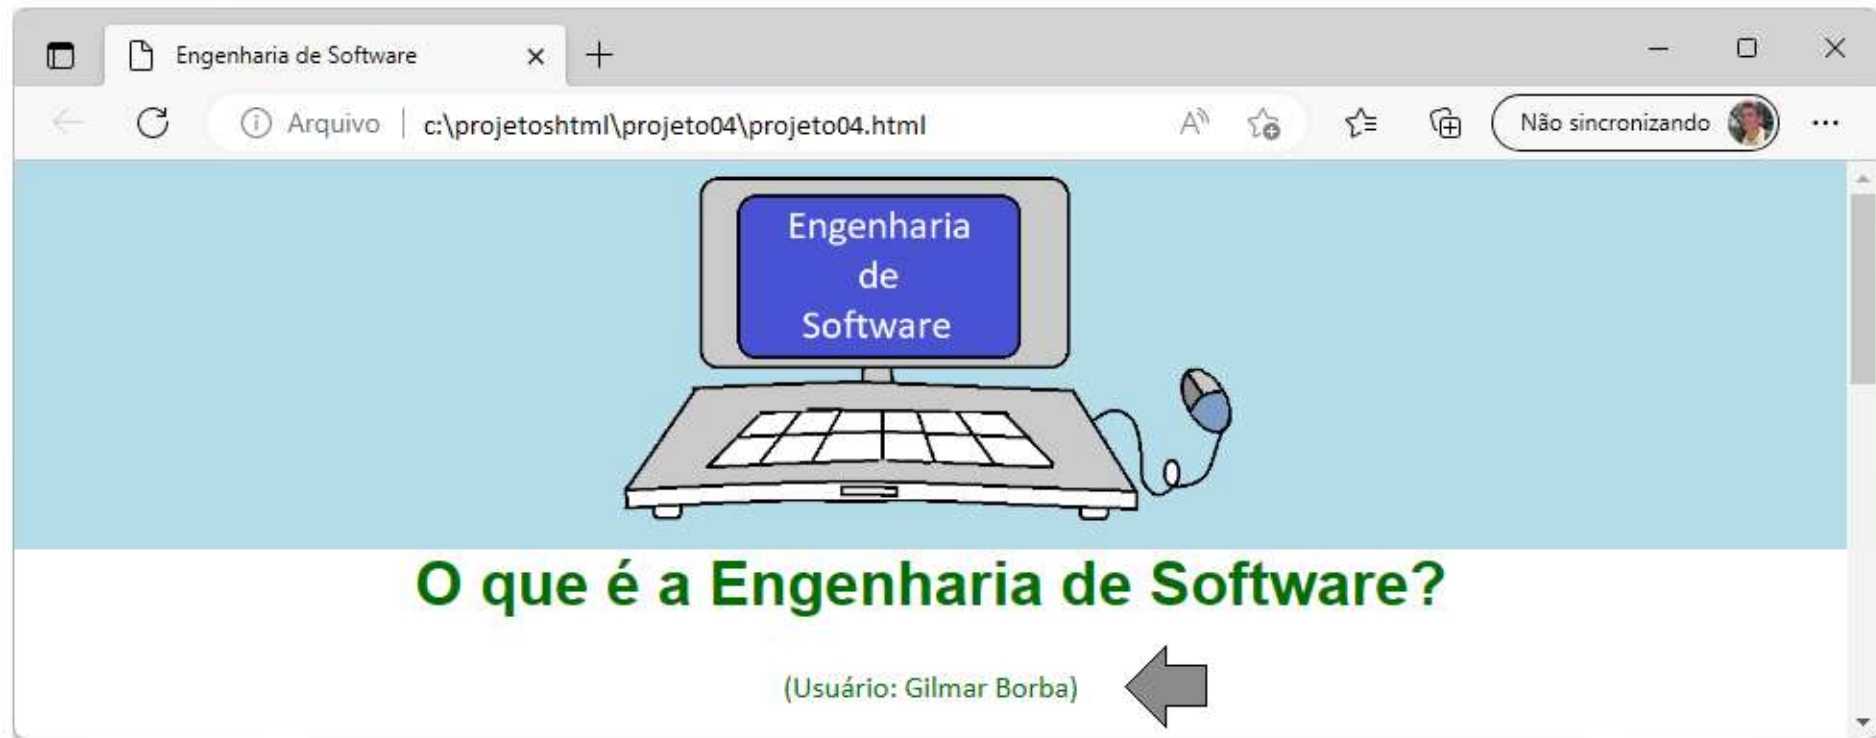 Engenharia de Software
Arquivo | c:\projetoshtml\projeto04\projeto04.html
Não sincronizando
Engenharia
de
Software
O que é a Engenharia de Software?
(Usuário: Gilmar Borba)